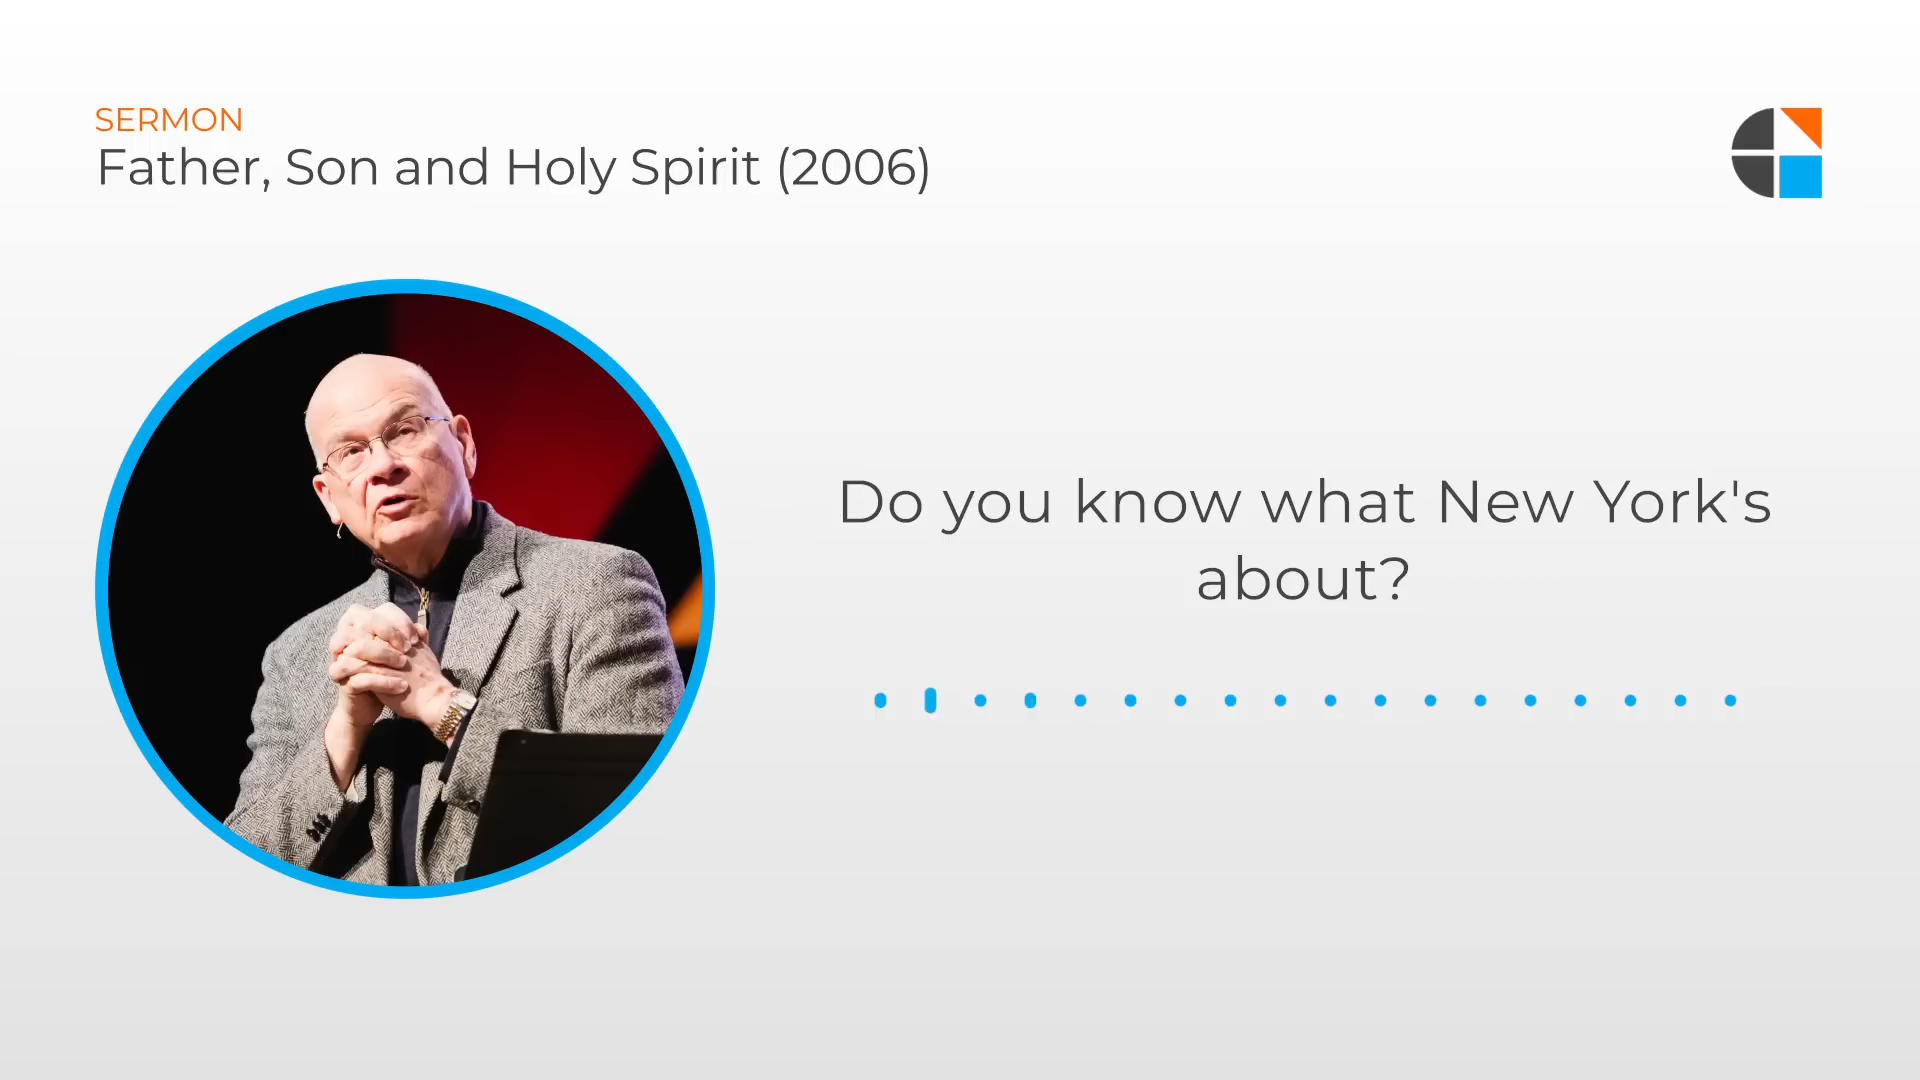 SERMON
Father, Son and Holy Spirit (2006)
Do you know what New York's
about?